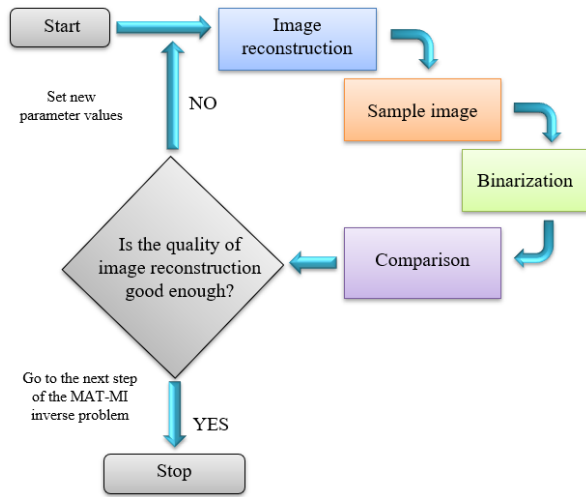 Start
Image
reconstruction
Sample image
Binarization
Comparison
Is the quality of
image reconstruction
good enough?
NO
Set new
parameter values
YES
Go to the next step
of the MAT-MI
inverse problem
Stop